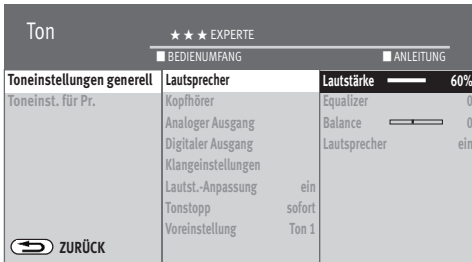 Ton
★ ★ ★ EXPERTE
BEDIENUMFANG
ANLEITUNG
Toneinstellungen generell
Toneinst. für Pr.
Lautsprecher
Kopfhörer
Analoger Ausgang
Digitaler Ausgang
Klangeinstellungen
Lautst.-Anpassung ein
Tonstopp sofort
Voreinstellung Ton 1
Lautstärke 60%
Equalizer 0
Balance 0
Lautsprecher ein
ZURÜCK